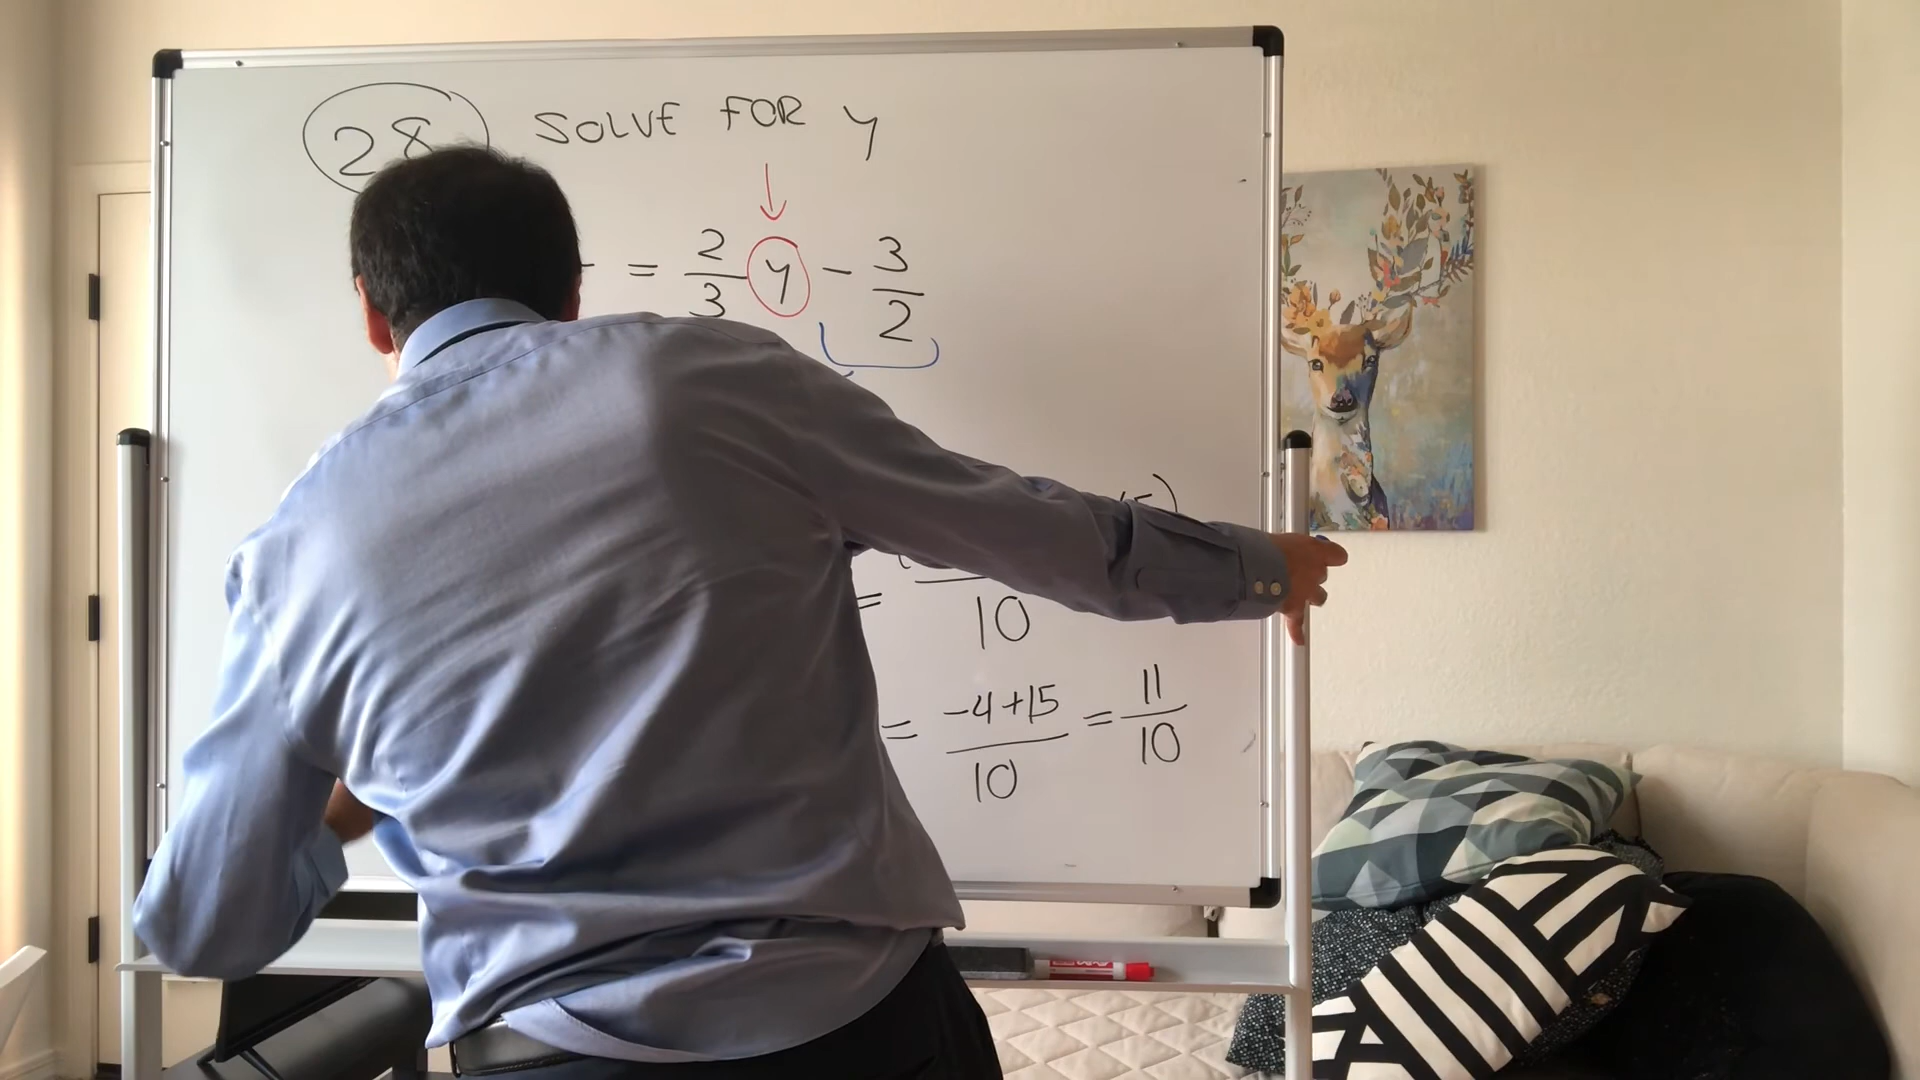 28 SOLVE FOR y
= 2/3 y - 3/2
= 10
= -4+15/10 = 11/10